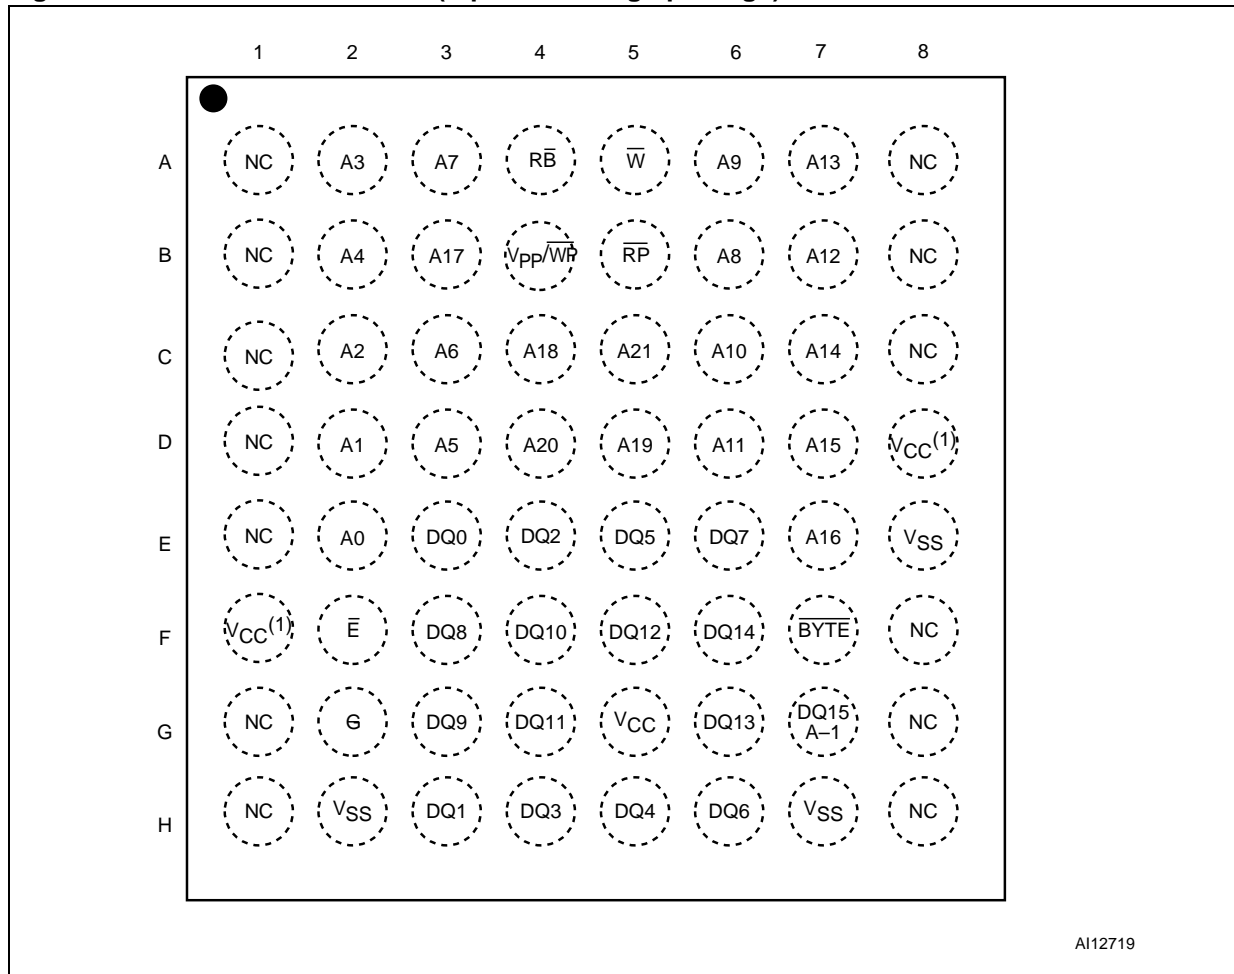 1 2 3 4 5 6 7 8
A NC A3 A7 RB̅ W̅ A9 A13 NC
B NC A4 A17 VPP/W̅P̅ R̅P̅ A8 A12 NC
C NC A2 A6 A18 A21 A10 A14 NC
D NC A1 A5 A20 A19 A11 A15 VCC(1)
E NC A0 DQ0 DQ2 DQ5 DQ7 A16 VSS
F VCC(1) E̅ DQ8 DQ10 DQ12 DQ14 B̅Y̅T̅E̅ NC
G NC G̅ DQ9 DQ11 VCC DQ13 DQ15 A–1 NC
H NC VSS DQ1 DQ3 DQ4 DQ6 VSS NC
AI12719